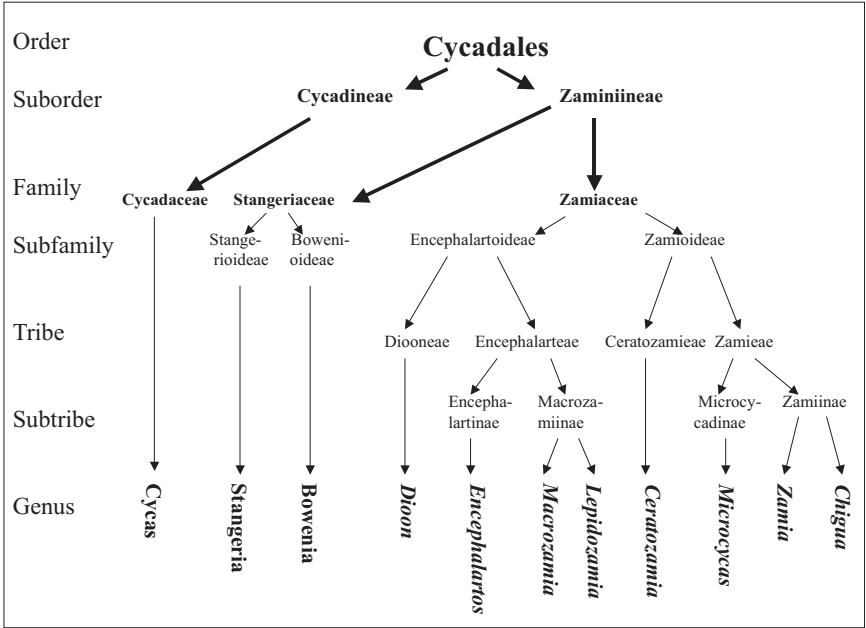 Order
Cycadales
Suborder
Cycadineae
Zaminiineae
Family
Cycadaceae
Stangeriaceae
Zamiaceae
Subfamily
Stange-
rioideae
Boweni-
oideae
Encephalartoideae
Zamioideae
Tribe
Diooneae
Encephalarteae
Ceratozamieae
Zamieae
Subtribe
Encepha-
lartinae
Macroza-
miinae
Microcy-
cadinae
Zamiinae
Genus
Cycas
Stangeria
Bowenia
Dioon
Encephalartos
Macrozamia
Lepidozamia
Ceratozamia
Microcycas
Zamia
Chigua